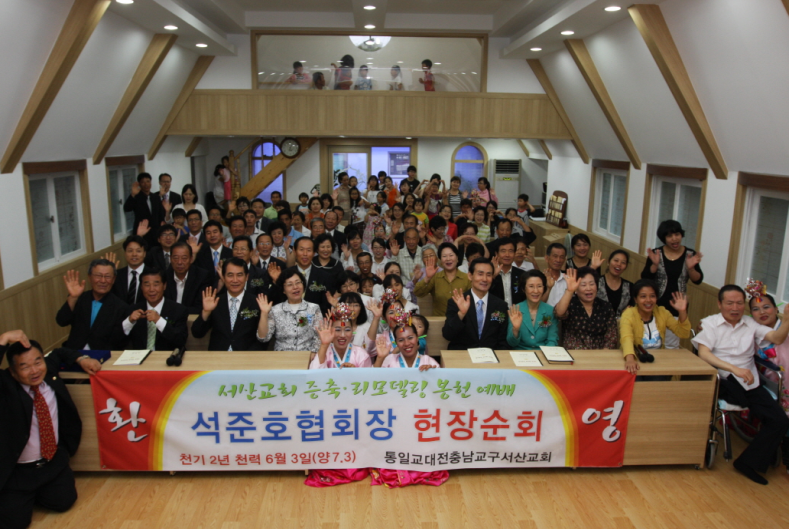 서산교회 증축·리모델링 봉헌 예배
환 석준호협회장 현장순회 영
천기 2년 천력 6월 3일(양7.3) 통일교대전충남교구서산교회